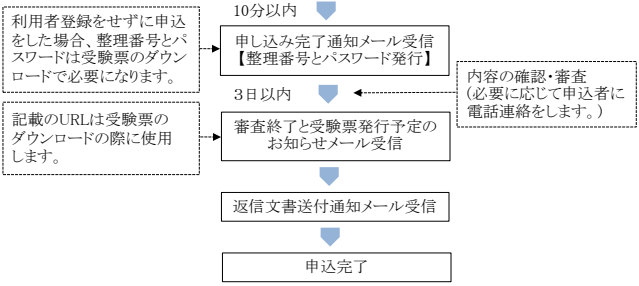 10分以内
利用者登録をせずに申込
をした場合、整理番号とパ
スワードは受験票のダウン
ロードで必要になります。
申し込み完了通知メール受信
【整理番号とパスワード発行】
3日以内
内容の確認・審査
(必要に応じて申込者に
電話連絡をします。)
記載のURLは受験票の
ダウンロードの際に使用
します。
審査終了と受験票発行予定の
お知らせメール受信
返信文書送付通知メール受信
申込完了